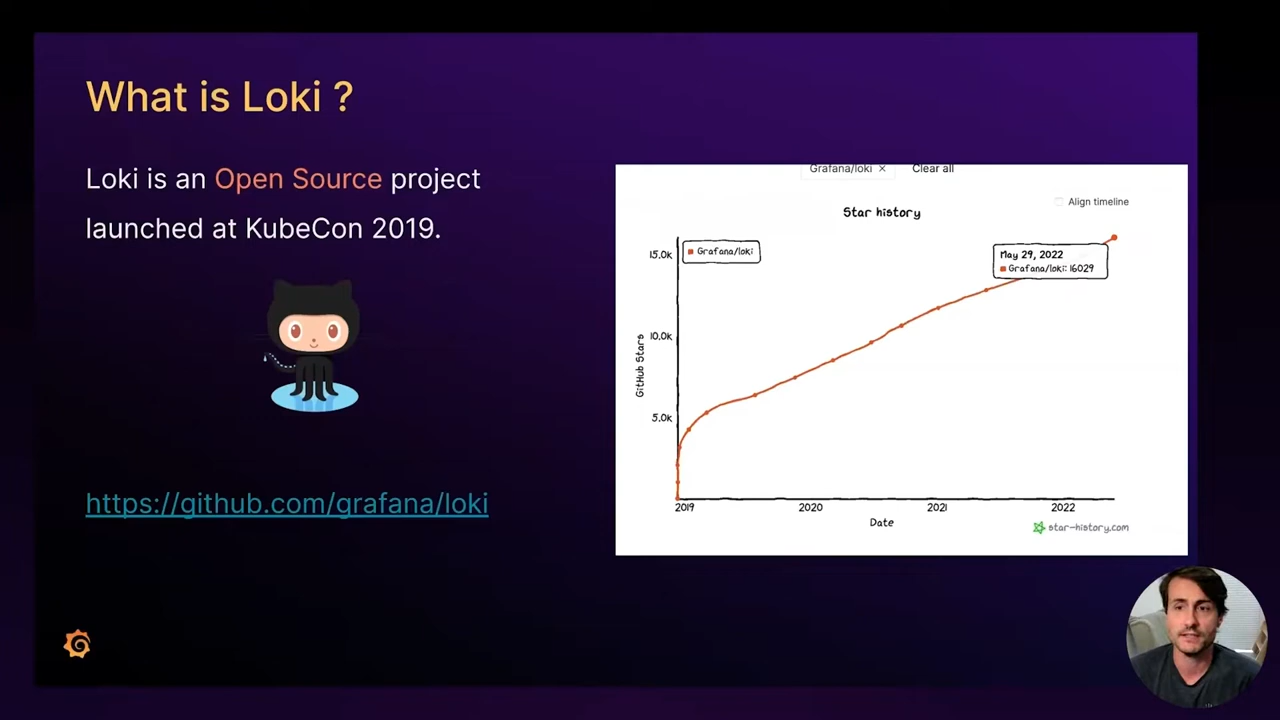 What is Loki ?
Loki is an Open Source project
launched at KubeCon 2019.
https://github.com/grafana/loki
Grafana/loki × Clear all
Align timeline
Star history
Grafana/loki
May 29, 2022
Grafana/loki: 16029
15.0k
10.0k
5.0k
GitHub Stars
2019 2020 2021 2022
Date
star-history.com